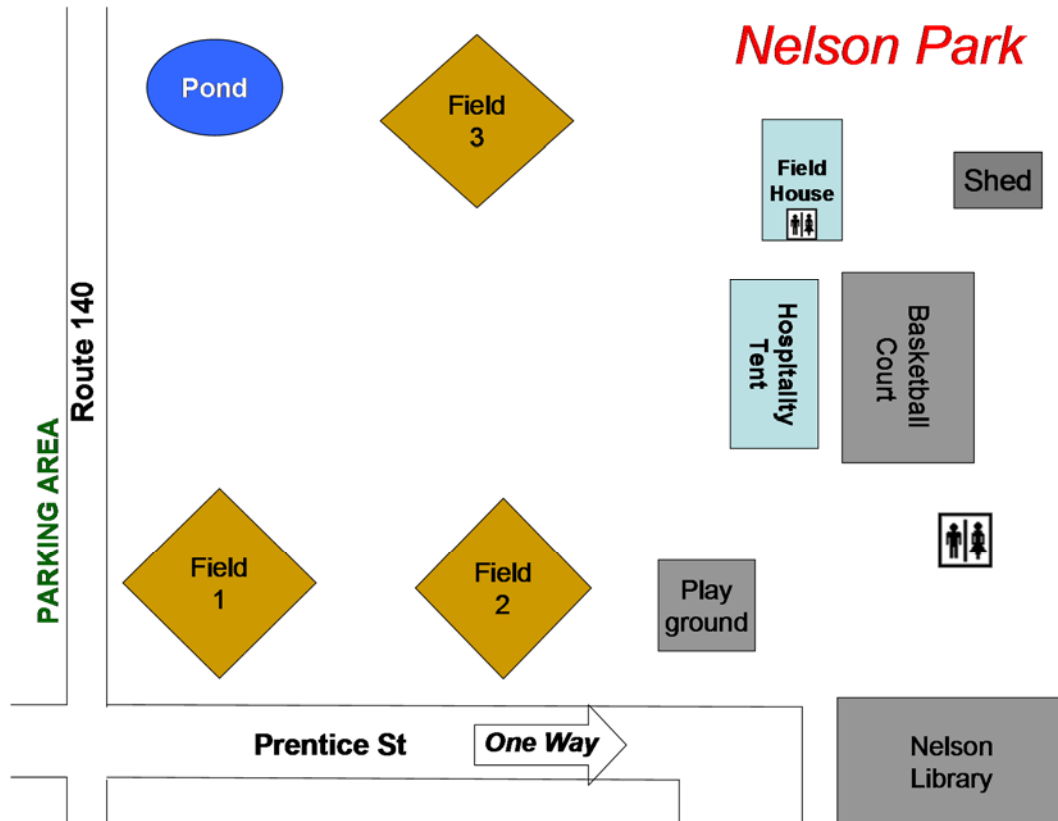 Nelson Park
Pond
Field
3
Field
House
Shed
Route 140
PARKING AREA
Hospitality
Tent
Basketball
Court
Field
1
Field
2
Play
ground
Prentice St
One Way
Nelson
Library